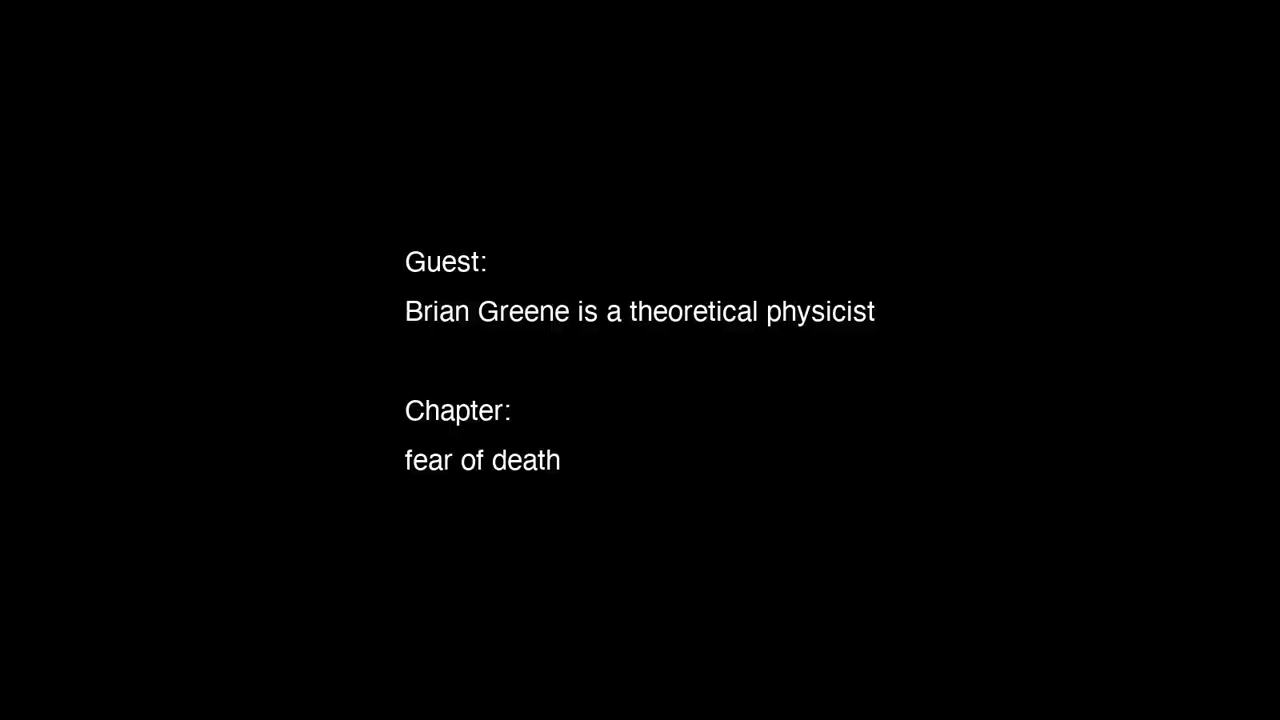 Guest:
Brian Greene is a theoretical physicist
Chapter:
fear of death